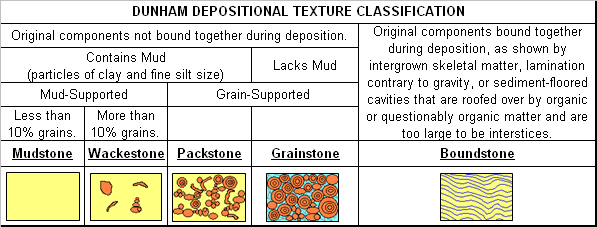 DUNHAM DEPOSITIONAL TEXTURE CLASSIFICATION
Original components not bound together during deposition.
Contains Mud
(particles of clay and fine silt size)
Lacks Mud
Mud-Supported
Grain-Supported
Less than
10% grains.
More than
10% grains.
Original components bound together
during deposition, as shown by
intergrown skeletal matter, lamination
contrary to gravity, or sediment-floored
cavities that are roofed over by organic
or questionably organic matter and are
too large to be interstices.
Mudstone Wackestone Packstone Grainstone Boundstone